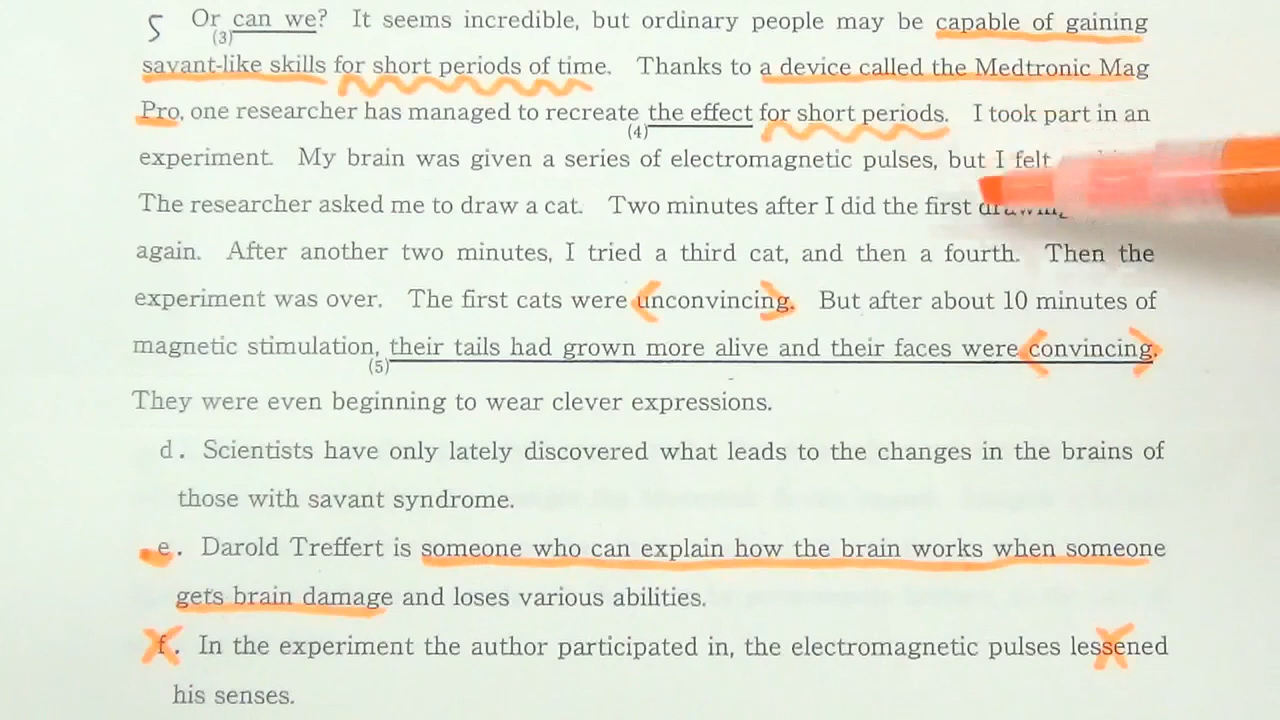 5 Or can we? It seems incredible, but ordinary people may be capable of gaining
(3)
savant-like skills for short periods of time. Thanks to a device called the Medtronic Mag
Pro, one researcher has managed to recreate the effect for short periods. I took part in an
(4)
experiment. My brain was given a series of electromagnetic pulses, but I felt
The researcher asked me to draw a cat. Two minutes after I did the first
again. After another two minutes, I tried a third cat, and then a fourth. Then the
experiment was over. The first cats were unconvincing. But after about 10 minutes of
magnetic stimulation, their tails had grown more alive and their faces were convincing.
(5)
They were even beginning to wear clever expressions.
d. Scientists have only lately discovered what leads to the changes in the brains of
those with savant syndrome.
e. Darold Treffert is someone who can explain how the brain works when someone
gets brain damage and loses various abilities.
f. In the experiment the author participated in, the electromagnetic pulses lessened
his senses.